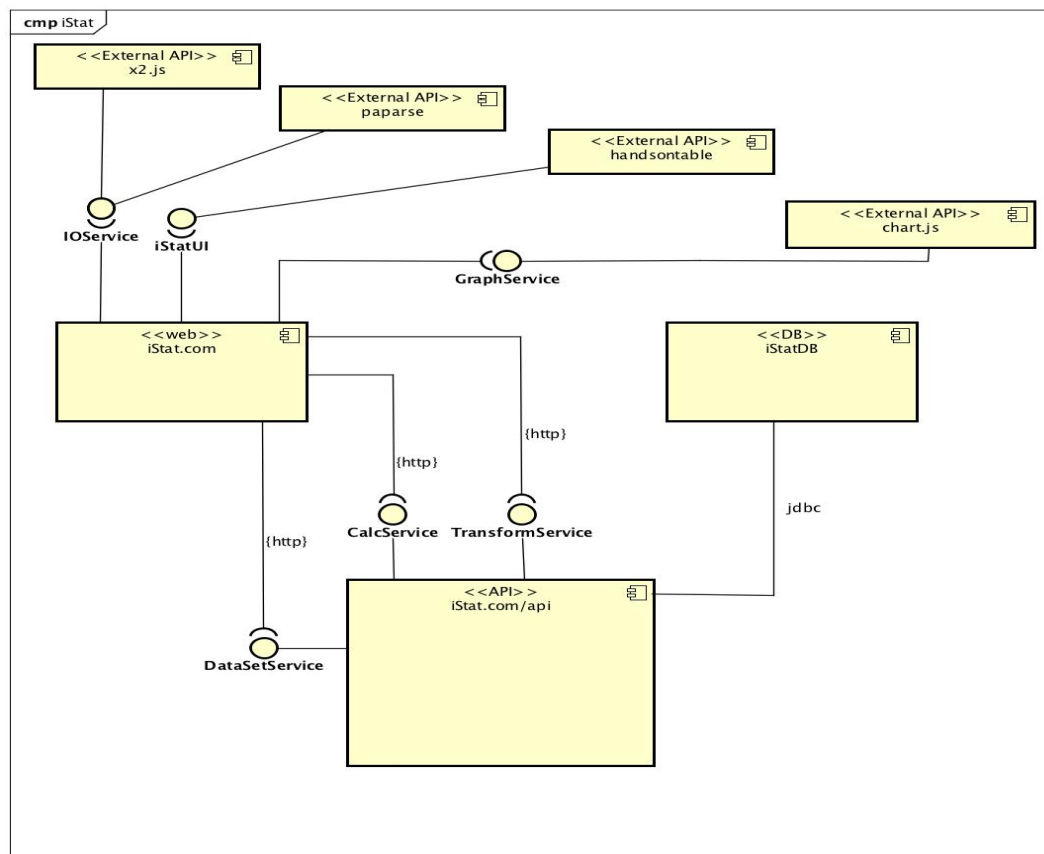 cmp iStat
<<External API>>
x2.js
<<External API>>
paparse
<<External API>>
handsontable
<<External API>>
chart.js
IOService
iStatUI
GraphService
<<web>>
iStat.com
<<DB>>
iStatDB
{http}
{http}
jdbc
CalcService
TransformService
{http}
<<API>>
iStat.com/api
DataSetService